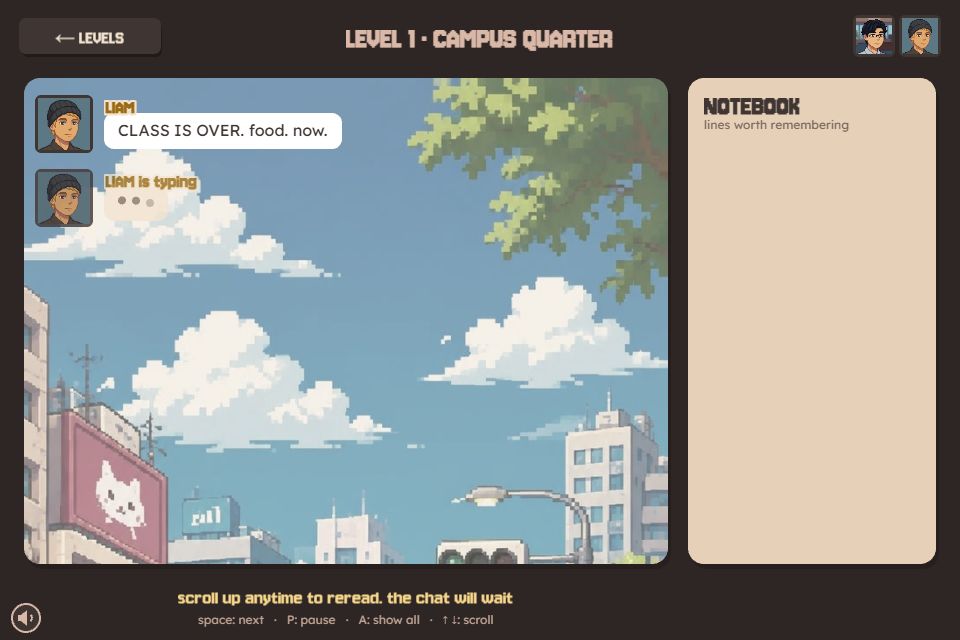 ← LEVELS
LEVEL 1 · CAMPUS QUARTER
LIAM
CLASS IS OVER. food. now.
LIAM is typing
NOTEBOOK
lines worth remembering
scroll up anytime to reread. the chat will wait
space: next · P: pause · A: show all · ↑↓: scroll